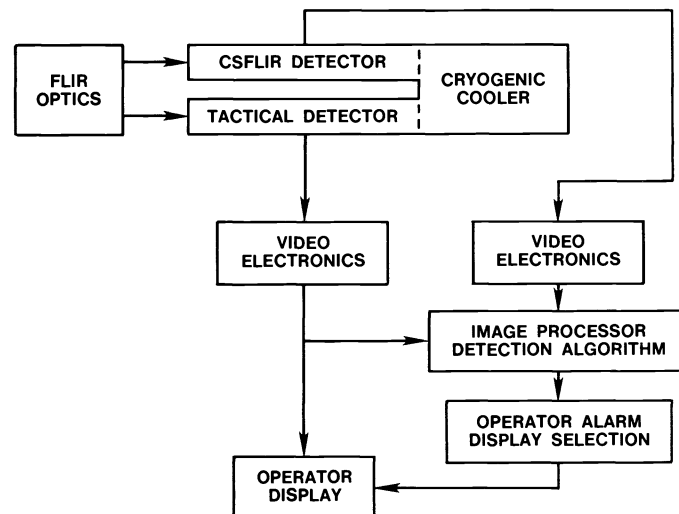 FLIR
OPTICS
CSFLIR DETECTOR
TACTICAL DETECTOR
CRYOGENIC
COOLER
VIDEO
ELECTRONICS
VIDEO
ELECTRONICS
IMAGE PROCESSOR
DETECTION ALGORITHM
OPERATOR ALARM
DISPLAY SELECTION
OPERATOR
DISPLAY